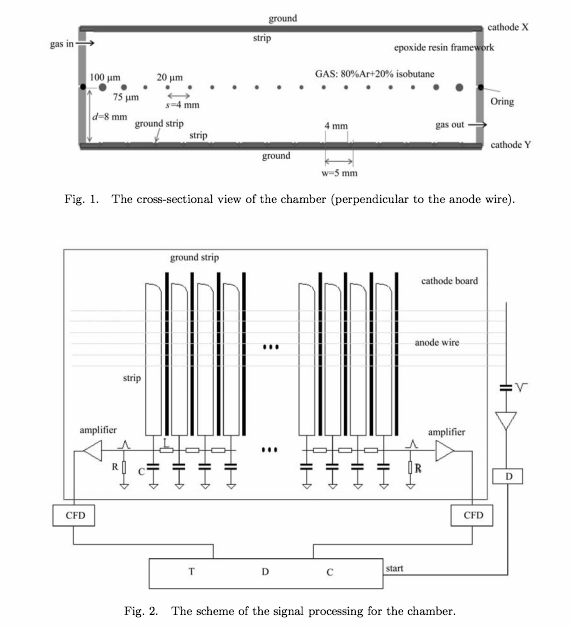 ground
cathode X
strip
gas in
epoxide resin framework
100 μm
20 μm
GAS: 80%Ar+20% isobutane
75 μm
s=4 mm
Oring
d=8 mm
ground strip
4 mm
gas out
strip
cathode Y
ground
w=5 mm
Fig. 1. The cross-sectional view of the chamber (perpendicular to the anode wire).
ground strip
cathode board
anode wire
strip
amplifier
amplifier
L
R
C
R
D
CFD
CFD
T D C
start
Fig. 2. The scheme of the signal processing for the chamber.